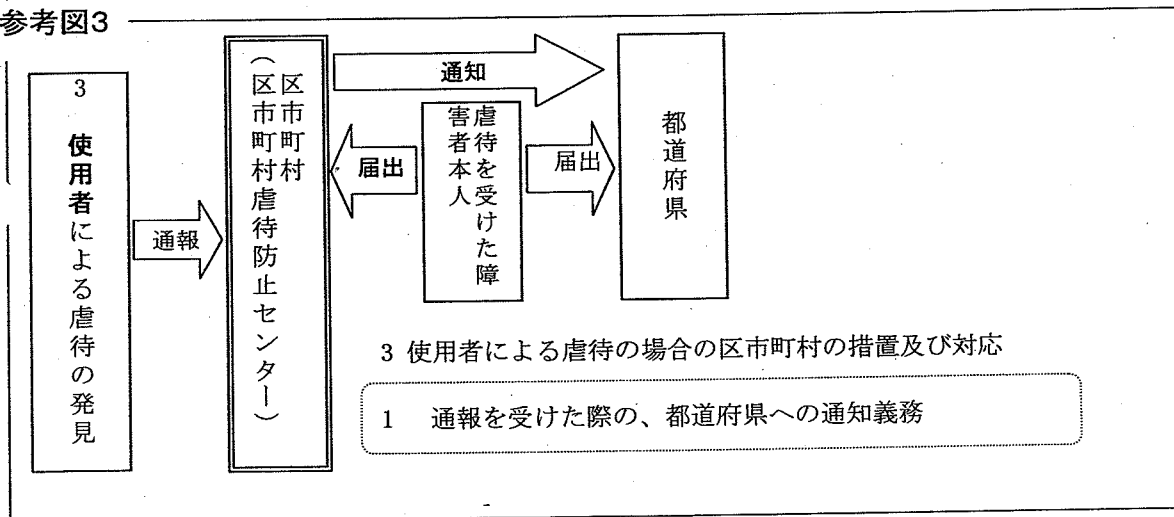 参考図3
3 使用者による虐待の発見
通報
区市町村
(区市町村虐待防止センター)
通知
届出
虐待を受けた障
害者本人
届出
都道府県
3 使用者による虐待の場合の区市町村の措置及び対応
1 通報を受けた際の、都道府県への通知義務